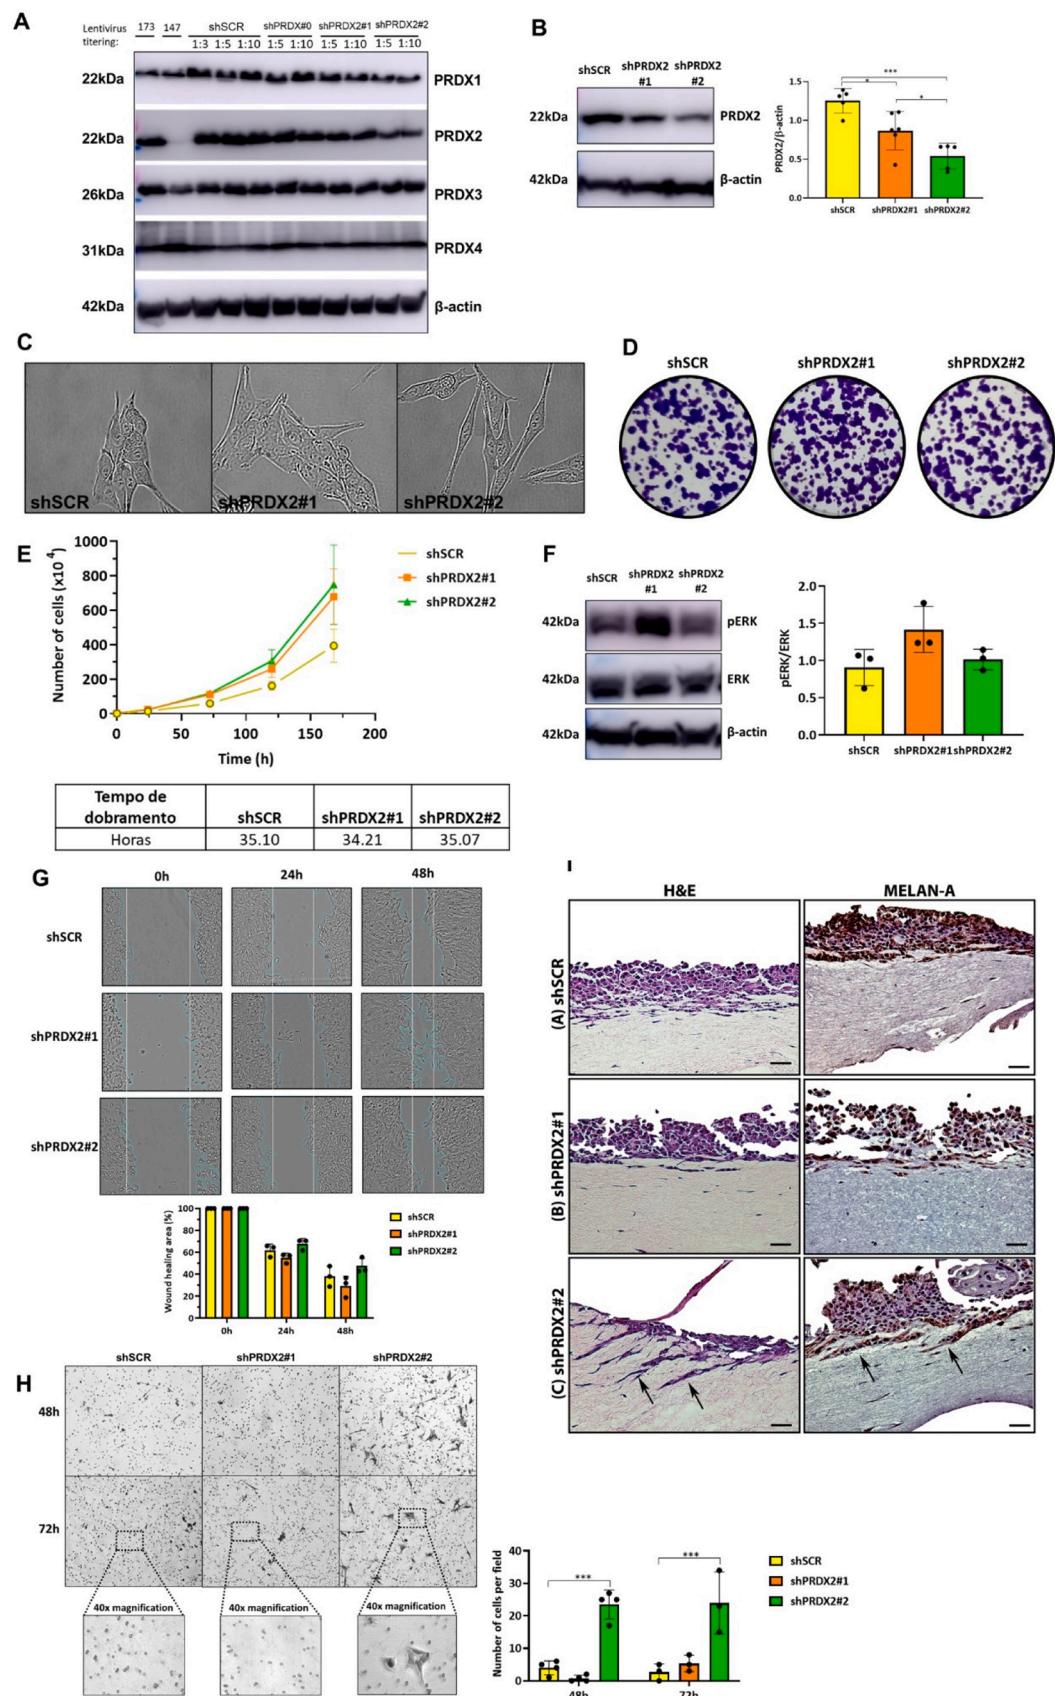 A
Lentivirus titering:
173 147 shSCR shPRDX#0 shPRDX2#1 shPRDX2#2
1:3 1:5 1:10 1:5 1:10 1:5 1:10 1:5 1:10
22kDa PRDX1
22kDa PRDX2
26kDa PRDX3
31kDa PRDX4
42kDa β-actin
B
shSCR shPRDX2 #1 shPRDX2 #2
22kDa PRDX2
42kDa β-actin
PRDX2/β-actin
1.5
1.0
0.5
0.0
***
*
*
shSCR shPRDX2#1 shPRDX2#2
C
shSCR shPRDX2#1 shPRDX2#2
D
shSCR shPRDX2#1 shPRDX2#2
E
Number of cells (x10⁴)
1000
800
600
400
200
0
0 50 75 100 150 200
Time (h)
shSCR
shPRDX2#1
shPRDX2#2
Tempo de dobramento shSCR shPRDX2#1 shPRDX2#2
Horas 35.10 34.21 35.07
F
shSCR shPRDX2 #1 shPRDX2 #2
42kDa pERK
42kDa ERK
42kDa β-actin
pERK/ERK
2.0
1.5
1.0
0.5
0.0
shSCR shPRDX2#1 shPRDX2#2
G
0h 24h 48h
shSCR
shPRDX2#1
shPRDX2#2
Wound healing area (%)
100
80
60
40
20
0
0h 24h 48h
shSCR
shPRDX2#1
shPRDX2#2
H
shSCR shPRDX2#1 shPRDX2#2
48h
72h
40x magnification 40x magnification 40x magnification
Number of cells per field
40
30
20
10
0
***
***
48h 72h
shSCR
shPRDX2#1
shPRDX2#2
I
H&E MELAN-A
(A) shSCR
(B) shPRDX2#1
(C) shPRDX2#2